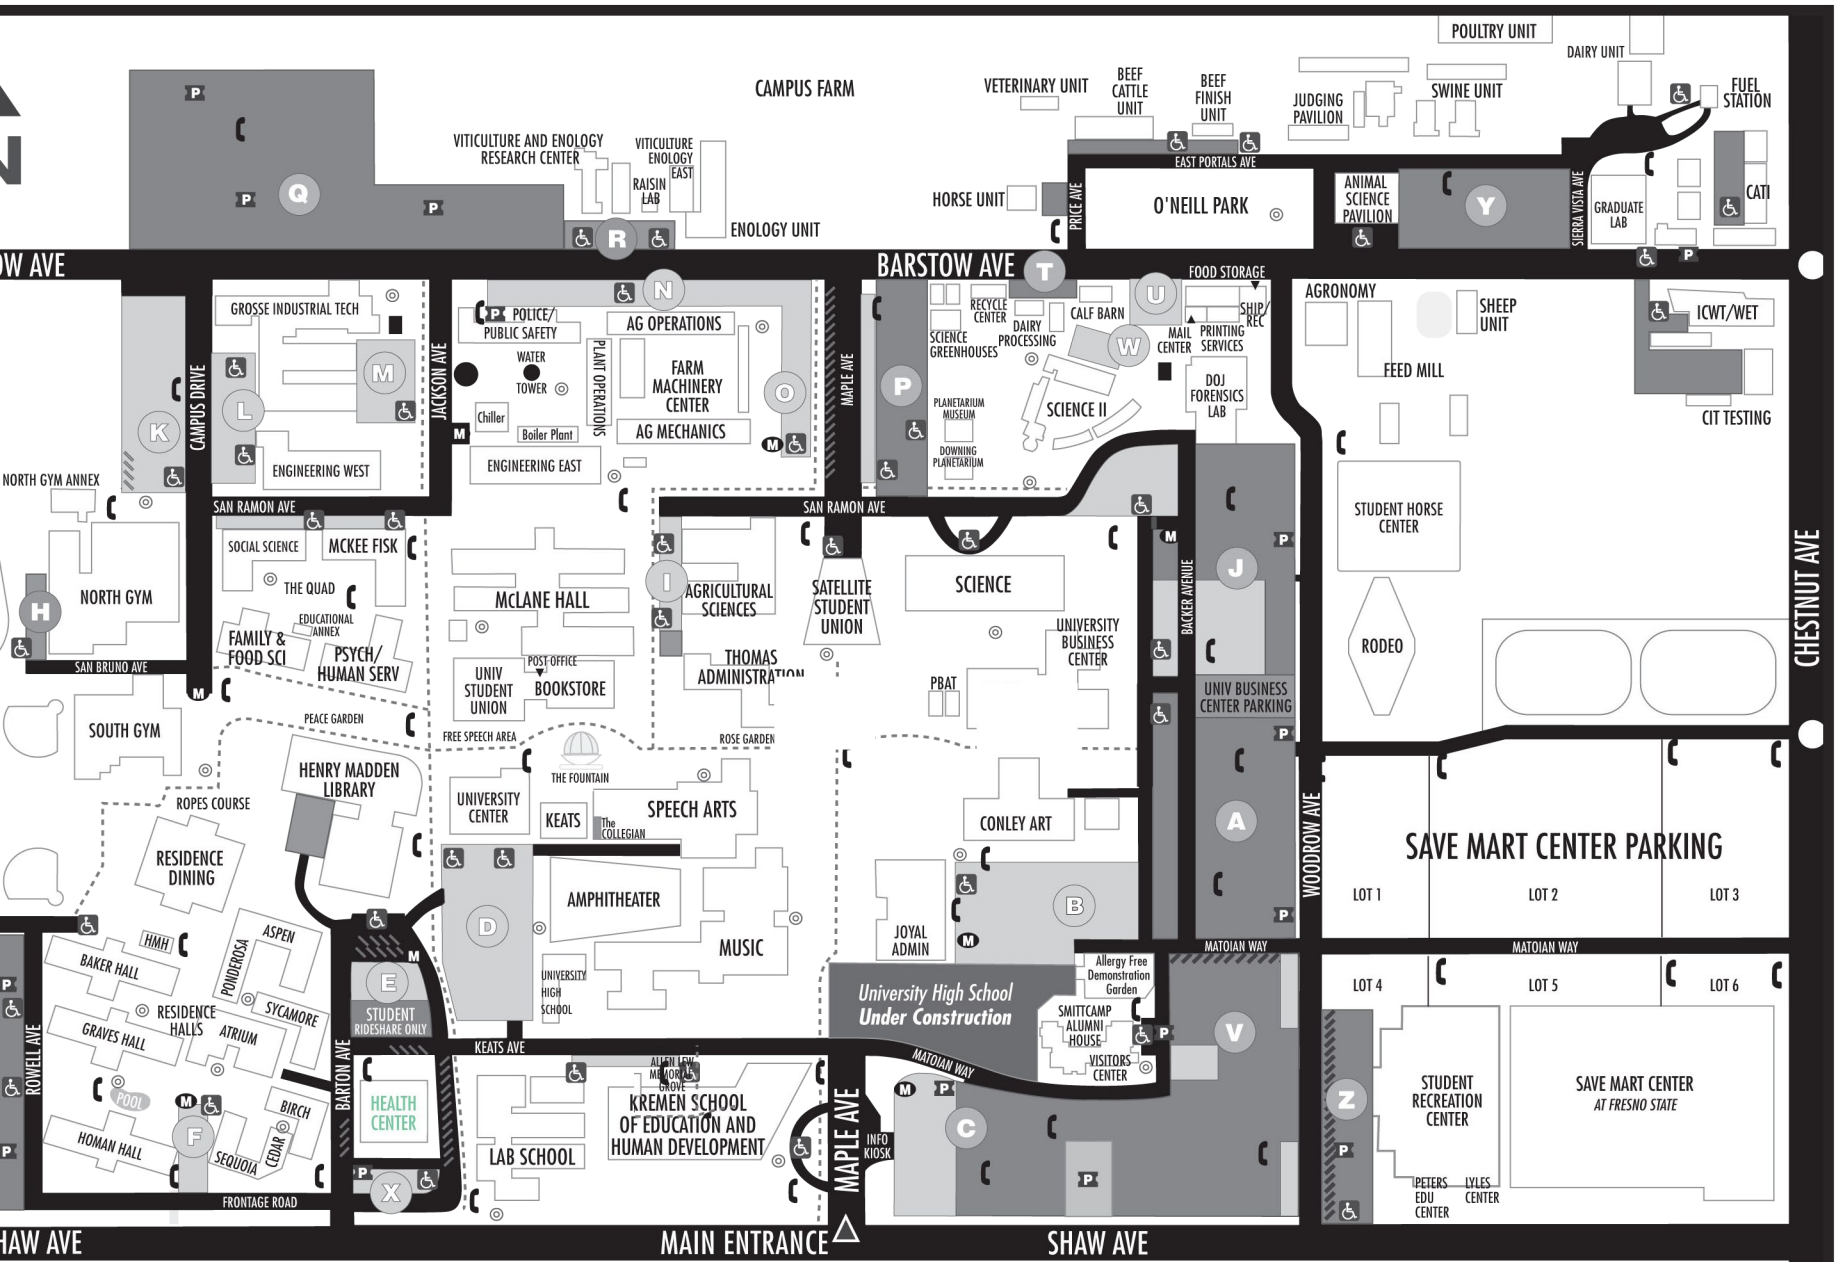 POULTRY UNIT
DAIRY UNIT
CAMPUS FARM
VETERINARY UNIT
BEEF
CATTLE
UNIT
BEEF
FINISH
UNIT
JUDGING
PAVILION
SWINE UNIT
FUEL
STATION
P
P
P
Q
N
VITICULTURE AND ENOLOGY
RESEARCH CENTER
VITICULTURE
ENOLOGY
EAST
RAISIN
LAB
ENOLOGY UNIT
R
HORSE UNIT
PRICE AVE
EAST PORTALS AVE
O'NEILL PARK
ANIMAL
SCIENCE
PAVILION
Y
SIERRA VISTA AVE
GRADUATE
LAB
CATI
P
OW AVE
BARSTOW AVE
T
FOOD STORAGE
GROSSE INDUSTRIAL TECH
CAMPUS DRIVE
K
L
M
ENGINEERING WEST
JACKSON AVE
P
POLICE/
PUBLIC SAFETY
N
AG OPERATIONS
WATER
TOWER
PLANT OPERATIONS
FARM
MACHINERY
CENTER
O
Chiller
Boiler Plant
AG MECHANICS
M
M
ENGINEERING EAST
MAPLE AVE
P
RECYCLE
CENTER
SCIENCE
GREENHOUSES
DAIRY
PROCESSING
CALF BARN
U
W
MAIL
CENTER
PRINTING
SERVICES
SHIP/
REC
PLANETARIUM
MUSEUM
DOWNING
PLANETARIUM
SCIENCE II
DOJ
FORENSICS
LAB
AGRONOMY
SHEEP
UNIT
FEED MILL
ICWT/WET
CIT TESTING
NORTH GYM ANNEX
SAN RAMON AVE
SAN RAMON AVE
STUDENT HORSE
CENTER
CHESTNUT AVE
NORTH GYM
H
SAN BRUNO AVE
M
SOCIAL SCIENCE
MCKEE FISK
THE QUAD
EDUCATIONAL
ANNEX
FAMILY &
FOOD SCI
PSYCH/
HUMAN SERV
McLANE HALL
I
AGRICULTURAL
SCIENCES
SATELLITE
STUDENT
UNION
SCIENCE
UNIVERSITY
BUSINESS
CENTER
M
BACKER AVENUE
J
P
RODEO
UNIV
STUDENT
UNION
POST OFFICE
BOOKSTORE
THOMAS
ADMINISTRATION
PBAT
UNIV BUSINESS
CENTER PARKING
SOUTH GYM
PEACE GARDEN
FREE SPEECH AREA
ROSE GARDEN
P
HENRY MADDEN
LIBRARY
THE FOUNTAIN
ROPES COURSE
UNIVERSITY
CENTER
KEATS
The
COLLEGIAN
SPEECH ARTS
CONLEY ART
A
WOODROW AVE
SAVE MART CENTER PARKING
LOT 1
LOT 2
LOT 3
RESIDENCE
DINING
AMPHITHEATER
D
MUSIC
JOYAL
ADMIN
B
M
P
MATOIAN WAY
MATOIAN WAY
HMH
ASPEN
PONDEROSA
BAKER HALL
M
E
STUDENT
RIDESHARE ONLY
UNIVERSITY
HIGH
SCHOOL
University High School
Under Construction
Allergy Free
Demonstration
Garden
LOT 4
LOT 5
LOT 6
P
RESIDENCE
HALLS
SYCAMORE
ATRIUM
GRAVES HALL
ROWELL AVE
KEATS AVE
SMITTCAMP
ALUMNI
HOUSE
VISITORS
CENTER
P
V
MATOIAN WAY
BARTON AVE
ALLEN LEW
MEMORIAL
GROVE
POOL
M
F
BIRCH
HEALTH
CENTER
KREMEN SCHOOL
OF EDUCATION AND
HUMAN DEVELOPMENT
M
P
C
STUDENT
RECREATION
CENTER
SAVE MART CENTER
AT FRESNO STATE
Z
P
P
HOMAN HALL
SEQUOIA
CEDAR
LAB SCHOOL
MAPLE AVE
INFO
KIOSK
P
P
X
PETERS
EDU
CENTER
LYLES
CENTER
FRONTAGE ROAD
HAW AVE
MAIN ENTRANCE
SHAW AVE